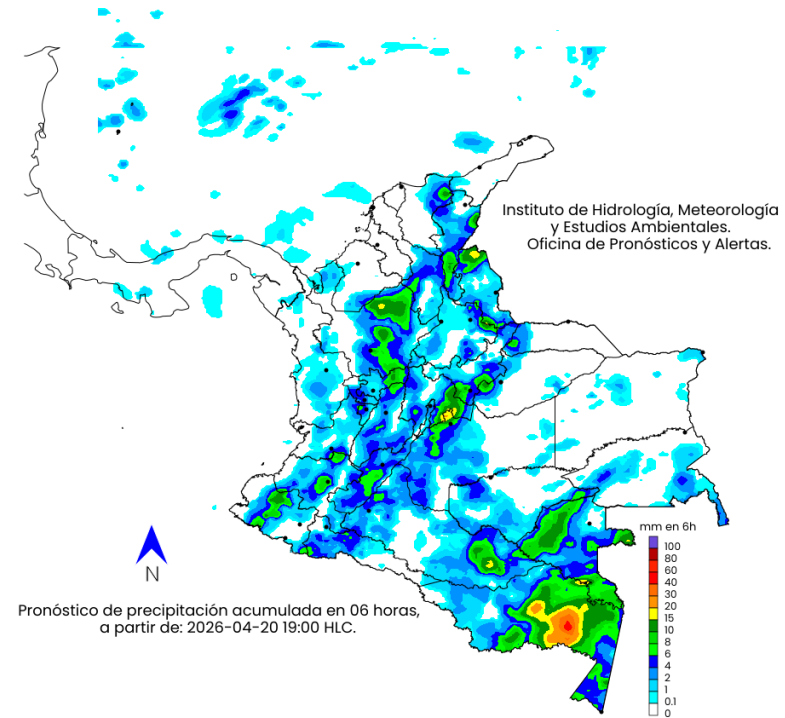 Instituto de Hidrología, Meteorología
y Estudios Ambientales.
Oficina de Pronósticos y Alertas.
mm en 6h
100
80
60
40
30
20
15
10
8
6
4
2
1
0.1
0
N
Pronóstico de precipitación acumulada en 06 horas,
a partir de: 2026-04-20 19:00 HLC.